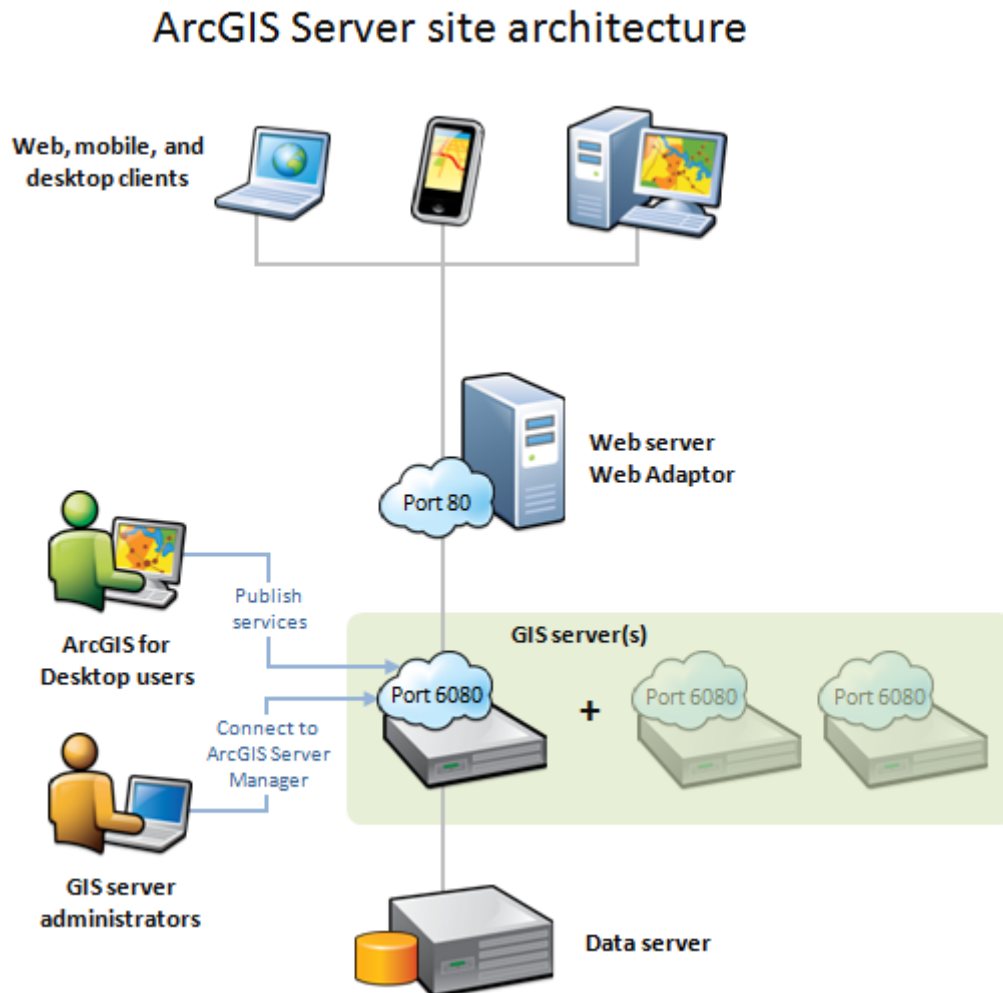 ArcGIS Server site architecture
Web, mobile, and
desktop clients
Web server
Web Adaptor
Port 80
Publish
services
ArcGIS for
Desktop users
GIS server(s)
Port 6080
+
Port 6080
Port 6080
Connect to
ArcGIS Server
Manager
GIS server
administrators
Data server